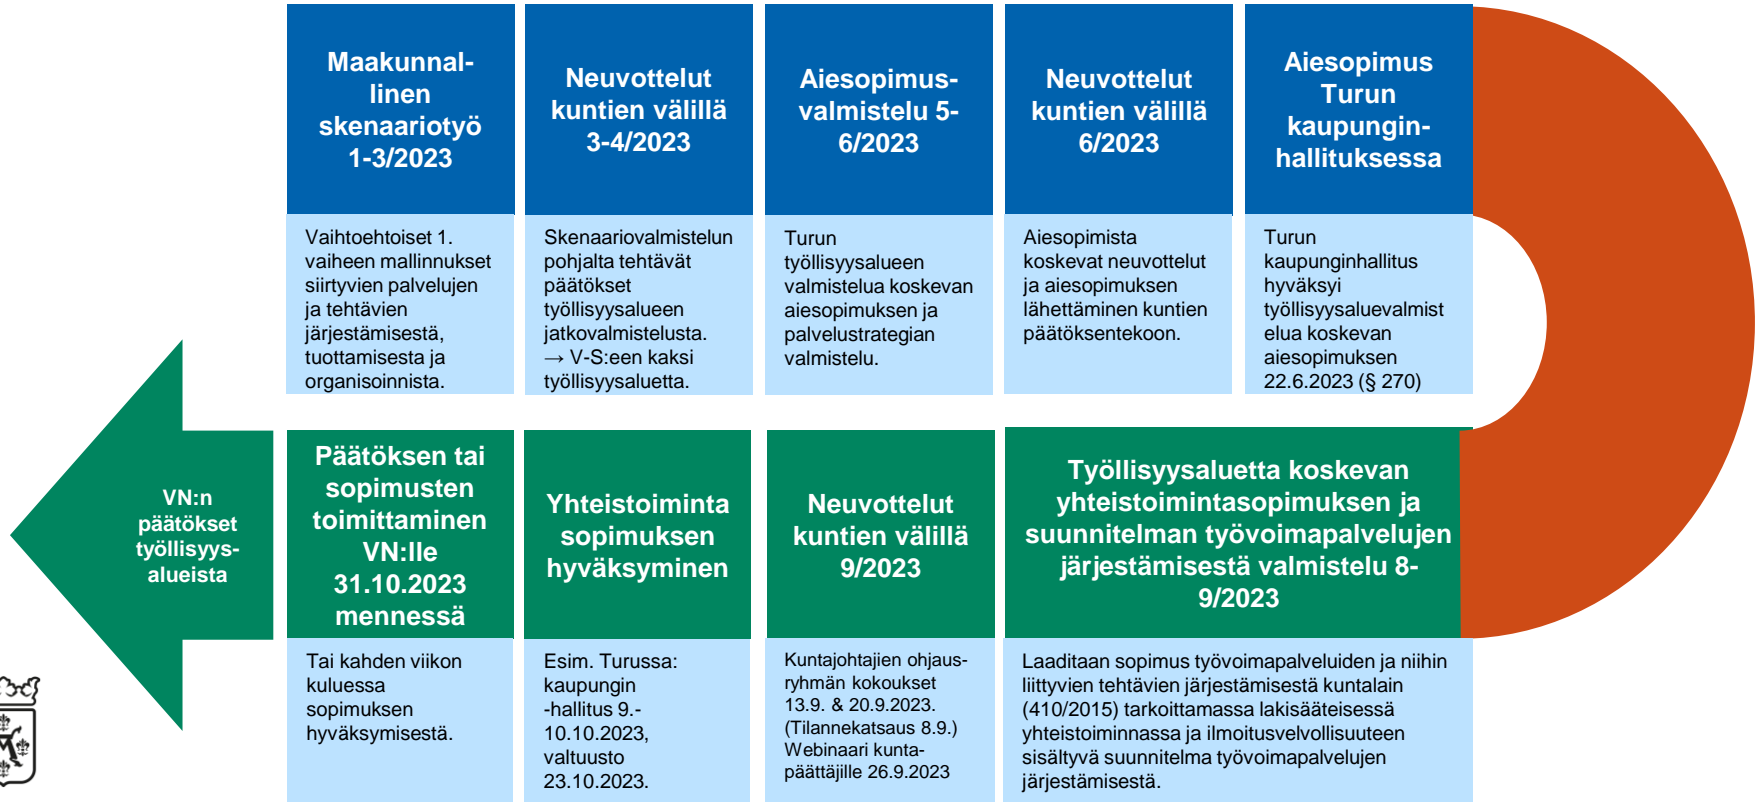 Maakunnal-
linen
skenaariotyö
1-3/2023
Vaihtoehtoiset 1.
vaiheen mallinnukset
siirtyvien palvelujen
ja tehtävien
järjestämisestä,
tuottamisesta ja
organisoinnista.
Neuvottelut
kuntien välillä
3-4/2023
Skenaariovalmistelun
pohjalta tehtävät
päätökset
työllisyysalueen
jatkovalmistelusta.
→ V-S:een kaksi
työllisyysaluetta.
Aiesopimus-
valmistelu 5-
6/2023
Turun
työllisyysalueen
valmistelua koskevan
aiesopimuksen ja
palvelustrategian
valmistelu.
Neuvottelut
kuntien välillä
6/2023
Aiesopimista
koskevat neuvottelut
ja aiesopimuksen
lähettäminen kuntien
päätöksentekoon.
Aiesopimus
Turun
kaupungin-
hallituksessa
Turun
kaupunginhallitus
hyväksyi
työllisyysaluevalmist
elua koskevan
aiesopimuksen
22.6.2023 (§ 270)
Työllisyysaluetta koskevan
yhteistoimintasopimuksen ja
suunnitelman työvoimapalvelujen
järjestämisestä valmistelu 8-
9/2023
Laaditaan sopimus työvoimapalveluiden ja niihin
liittyvien tehtävien järjestämisestä kuntalain
(410/2015) tarkoittamassa lakisääteisessä
yhteistoiminnassa ja ilmoitusvelvollisuuteen
sisältyvä suunnitelma työvoimapalvelujen
järjestämisestä.
Neuvottelut
kuntien välillä
9/2023
Kuntajohtajien ohjaus-
ryhmän kokoukset
13.9. & 20.9.2023.
(Tilannekatsaus 8.9.)
Webinaari kunta-
päättäjille 26.9.2023
Yhteistoiminta
sopimuksen
hyväksyminen
Esim. Turussa:
kaupungin
-hallitus 9.-
10.10.2023,
valtuusto
23.10.2023.
Päätöksen tai
sopimusten
toimittaminen
VN:lle
31.10.2023
mennessä
Tai kahden viikon
kuluessa
sopimuksen
hyväksymisestä.
VN:n
päätökset
työllisyys-
alueista